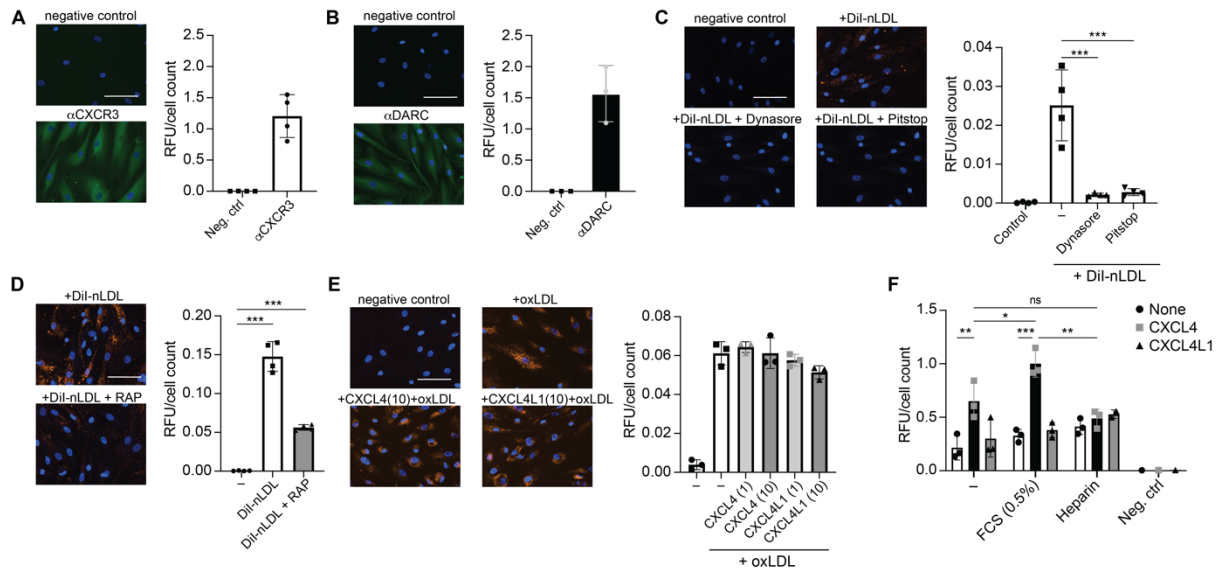 A
negative control
αCXCR3
RFU/cell count
2.5
2.0
1.5
1.0
0.5
0.0
Neg. ctrl
αCXCR3
B
negative control
αDARC
RFU/cell count
2.5
2.0
1.5
1.0
0.5
0.0
Neg. ctrl
αDARC
C
negative control
+DiI-nLDL
+DiI-nLDL + Dynasore
+DiI-nLDL + Pitstop
RFU/cell count
0.05
0.04
0.03
0.02
0.01
0.00
***
***
Control
–
Dynasore
Pitstop
+ DiI-nLDL
D
+DiI-nLDL
+DiI-nLDL + RAP
RFU/cell count
0.20
0.15
0.10
0.05
0.00
***
***
–
DiI-nLDL
DiI-nLDL + RAP
E
negative control
+oxLDL
+CXCL4(10)+oxLDL
+CXCL4L1(10)+oxLDL
RFU/cell count
0.08
0.06
0.04
0.02
0.00
–
–
CXCL4 (1)
CXCL4 (10)
CXCL4L1 (1)
CXCL4L1 (10)
+ oxLDL
F
RFU/cell count
1.5
1.0
0.5
0.0
ns
*
**
***
**
None
CXCL4
CXCL4L1
–
FCS (0.5%)
Heparin
Neg. ctrl